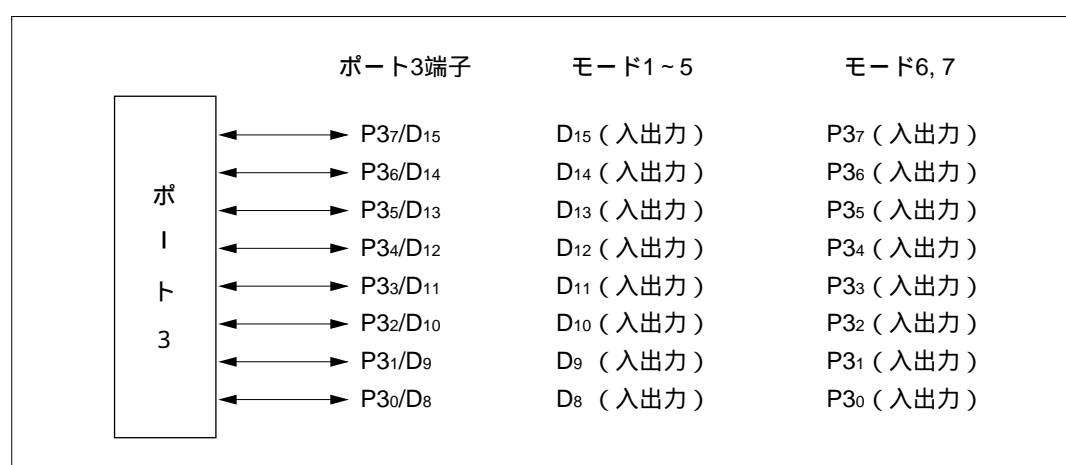 ポート3端子 モード1~5 モード6, 7
P3₇/D₁₅ D₁₅(入出力) P3₇(入出力)
P3₆/D₁₄ D₁₄(入出力) P3₆(入出力)
P3₅/D₁₃ D₁₃(入出力) P3₅(入出力)
P3₄/D₁₂ D₁₂(入出力) P3₄(入出力)
P3₃/D₁₁ D₁₁(入出力) P3₃(入出力)
P3₂/D₁₀ D₁₀(入出力) P3₂(入出力)
P3₁/D₉ D₉(入出力) P3₁(入出力)
P3₀/D₈ D₈(入出力) P3₀(入出力)
ポート3